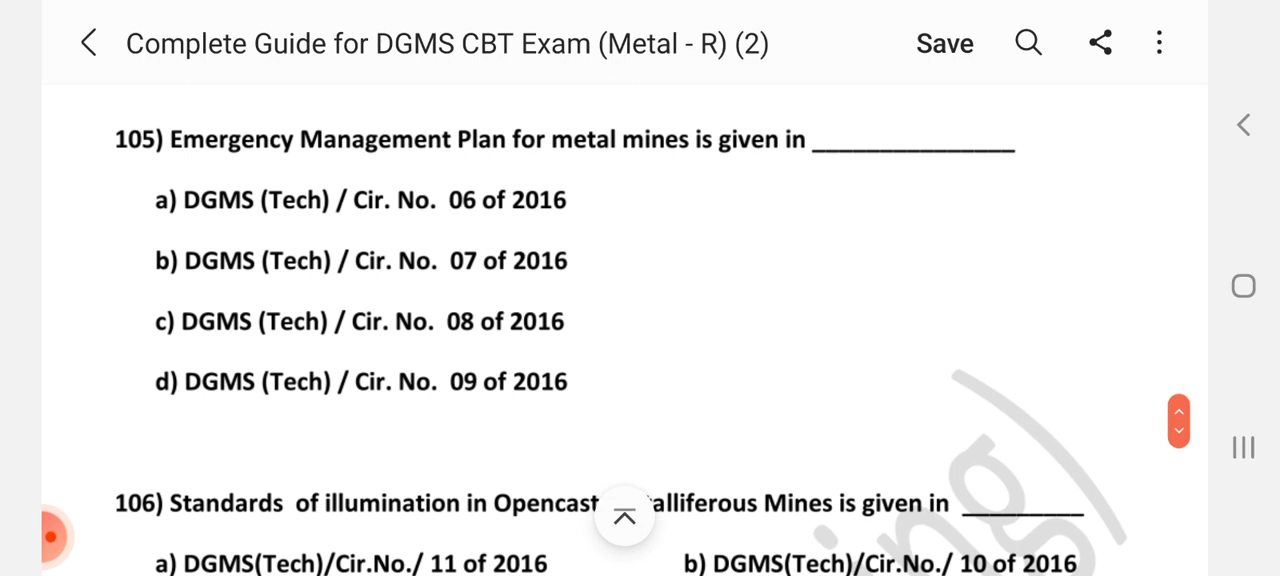 Complete Guide for DGMS CBT Exam (Metal - R) (2) Save
105) Emergency Management Plan for metal mines is given in _______________
a) DGMS (Tech) / Cir. No. 06 of 2016
b) DGMS (Tech) / Cir. No. 07 of 2016
c) DGMS (Tech) / Cir. No. 08 of 2016
d) DGMS (Tech) / Cir. No. 09 of 2016
106) Standards of illumination in Opencast alliferous Mines is given in _________
a) DGMS(Tech)/Cir.No./ 11 of 2016 b) DGMS(Tech)/Cir.No./ 10 of 2016
ing)